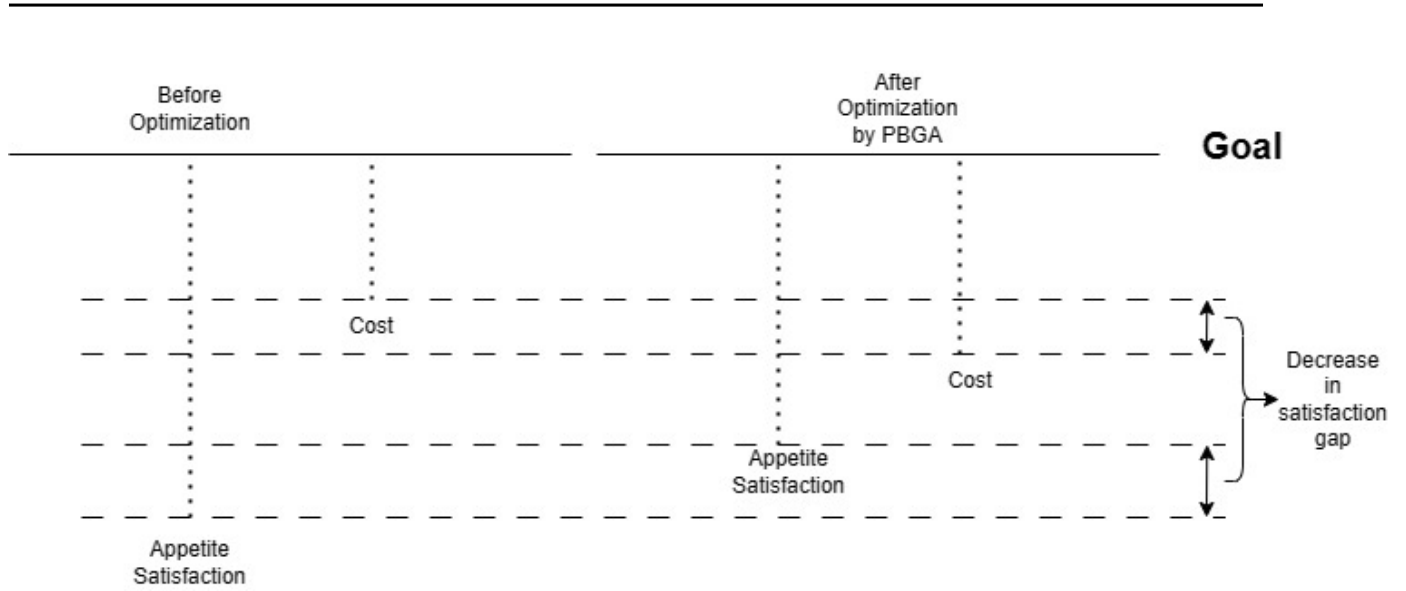 Before
Optimization
After
Optimization
by PBGA
Goal
Cost
Cost
Decrease
in
satisfaction
gap
Appetite
Satisfaction
Appetite
Satisfaction